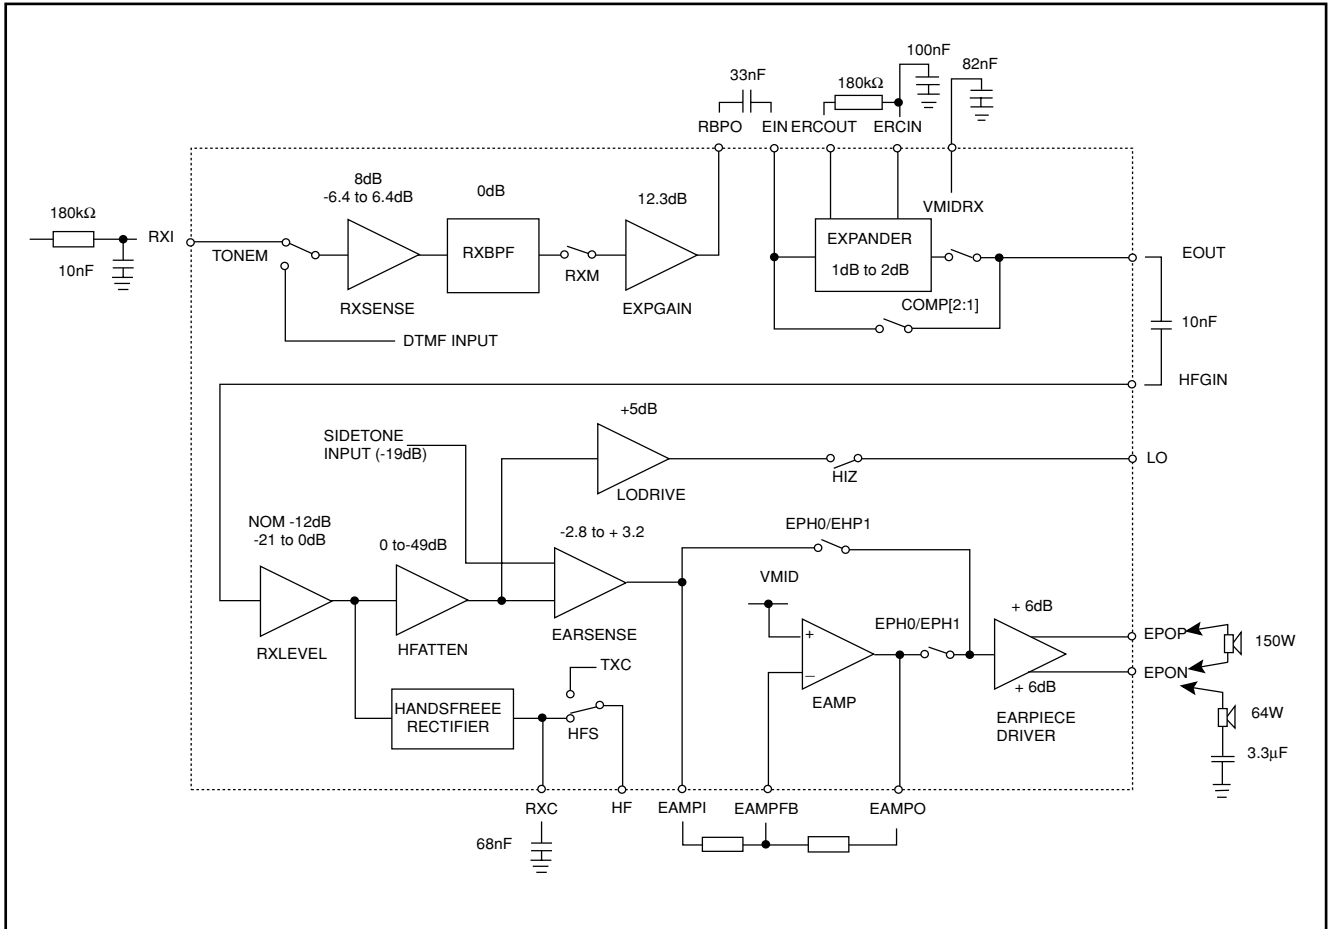 100nF
82nF
33nF
180kΩ
RBPO
EIN
ERCOUT
ERCIN
8dB
-6.4 to 6.4dB
0dB
12.3dB
VMIDRX
180kΩ
RXI
10nF
TONEM
RXSENSE
RXBPF
RXM
EXPGAIN
EXPANDER
1dB to 2dB
COMP[2:1]
EOUT
DTMF INPUT
10nF
HFGIN
+5dB
SIDETONE
INPUT (-19dB)
LODRIVE
HIZ
LO
NOM -12dB
-21 to 0dB
0 to-49dB
-2.8 to + 3.2
EPH0/EHP1
VMID
RXLEVEL
HFATTEN
EARSENSE
+
–
EAMP
EPH0/EPH1
+ 6dB
+ 6dB
EARPIECE
DRIVER
EPOP
EPON
150W
64W
3.3μF
TXC
HANDSFREEE
RECTIFIER
HFS
RXC
HF
EAMPI
EAMPFB
EAMPO
68nF